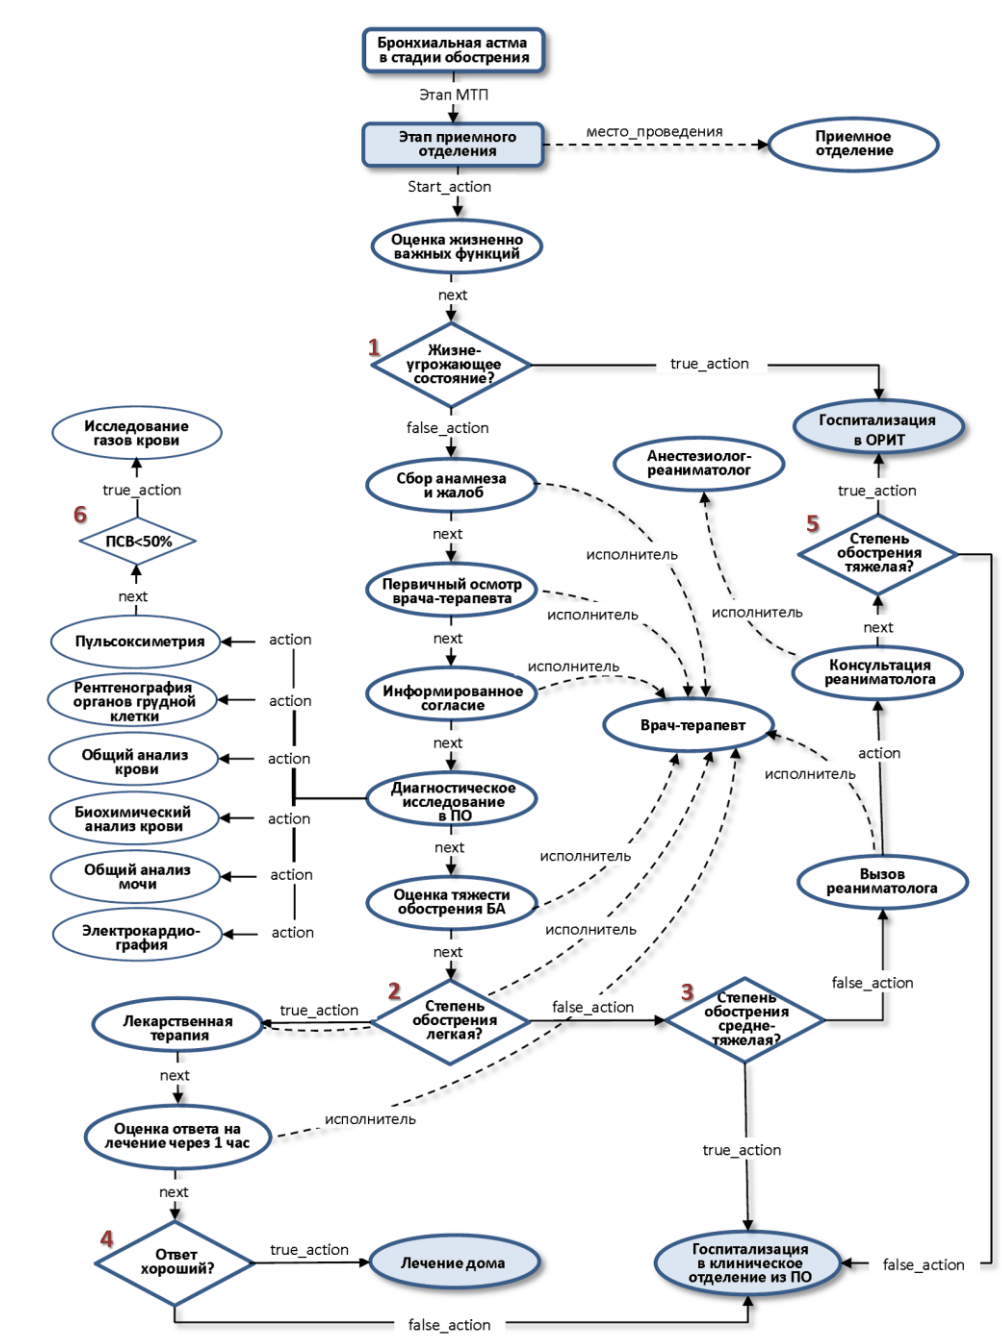 Бронхиальная астма
в стадии обострения
Этап МТП
Этап приемного
отделения
место_проведения
Приемное
отделение
Start_action
Оценка жизненно
важных функций
next
1
Жизне-
угрожающее
состояние?
true_action
false_action
Госпитализация
в ОРИТ
Исследование
газов крови
true_action
6
ПСВ<50%
next
Сбор анамнеза
и жалоб
next
Анестезиолог-
реаниматолог
true_action
5
Степень
обострения
тяжелая?
исполнитель
Первичный осмотр
врача-терапевта
исполнитель
исполнитель
next
next
Пульсоксиметрия
action
Рентгенография
органов грудной
клетки
action
Общий анализ
крови
action
Биохимический
анализ крови
action
Общий анализ
мочи
action
Электрокардио-
графия
action
Информированное
согласие
исполнитель
next
Консультация
реаниматолога
Врач-терапевт
action
исполнитель
Диагностическое
исследование
в ПО
next
исполнитель
Вызов
реаниматолога
Оценка тяжести
обострения БА
next
исполнитель
false_action
2
Степень
обострения
легкая?
true_action
false_action
3
Степень
обострения
средне-
тяжелая?
Лекарственная
терапия
next
Оценка ответа на
лечение через 1 час
исполнитель
true_action
next
4
Ответ
хороший?
true_action
Лечение дома
Госпитализация
в клиническое
отделение из ПО
false_action
false_action